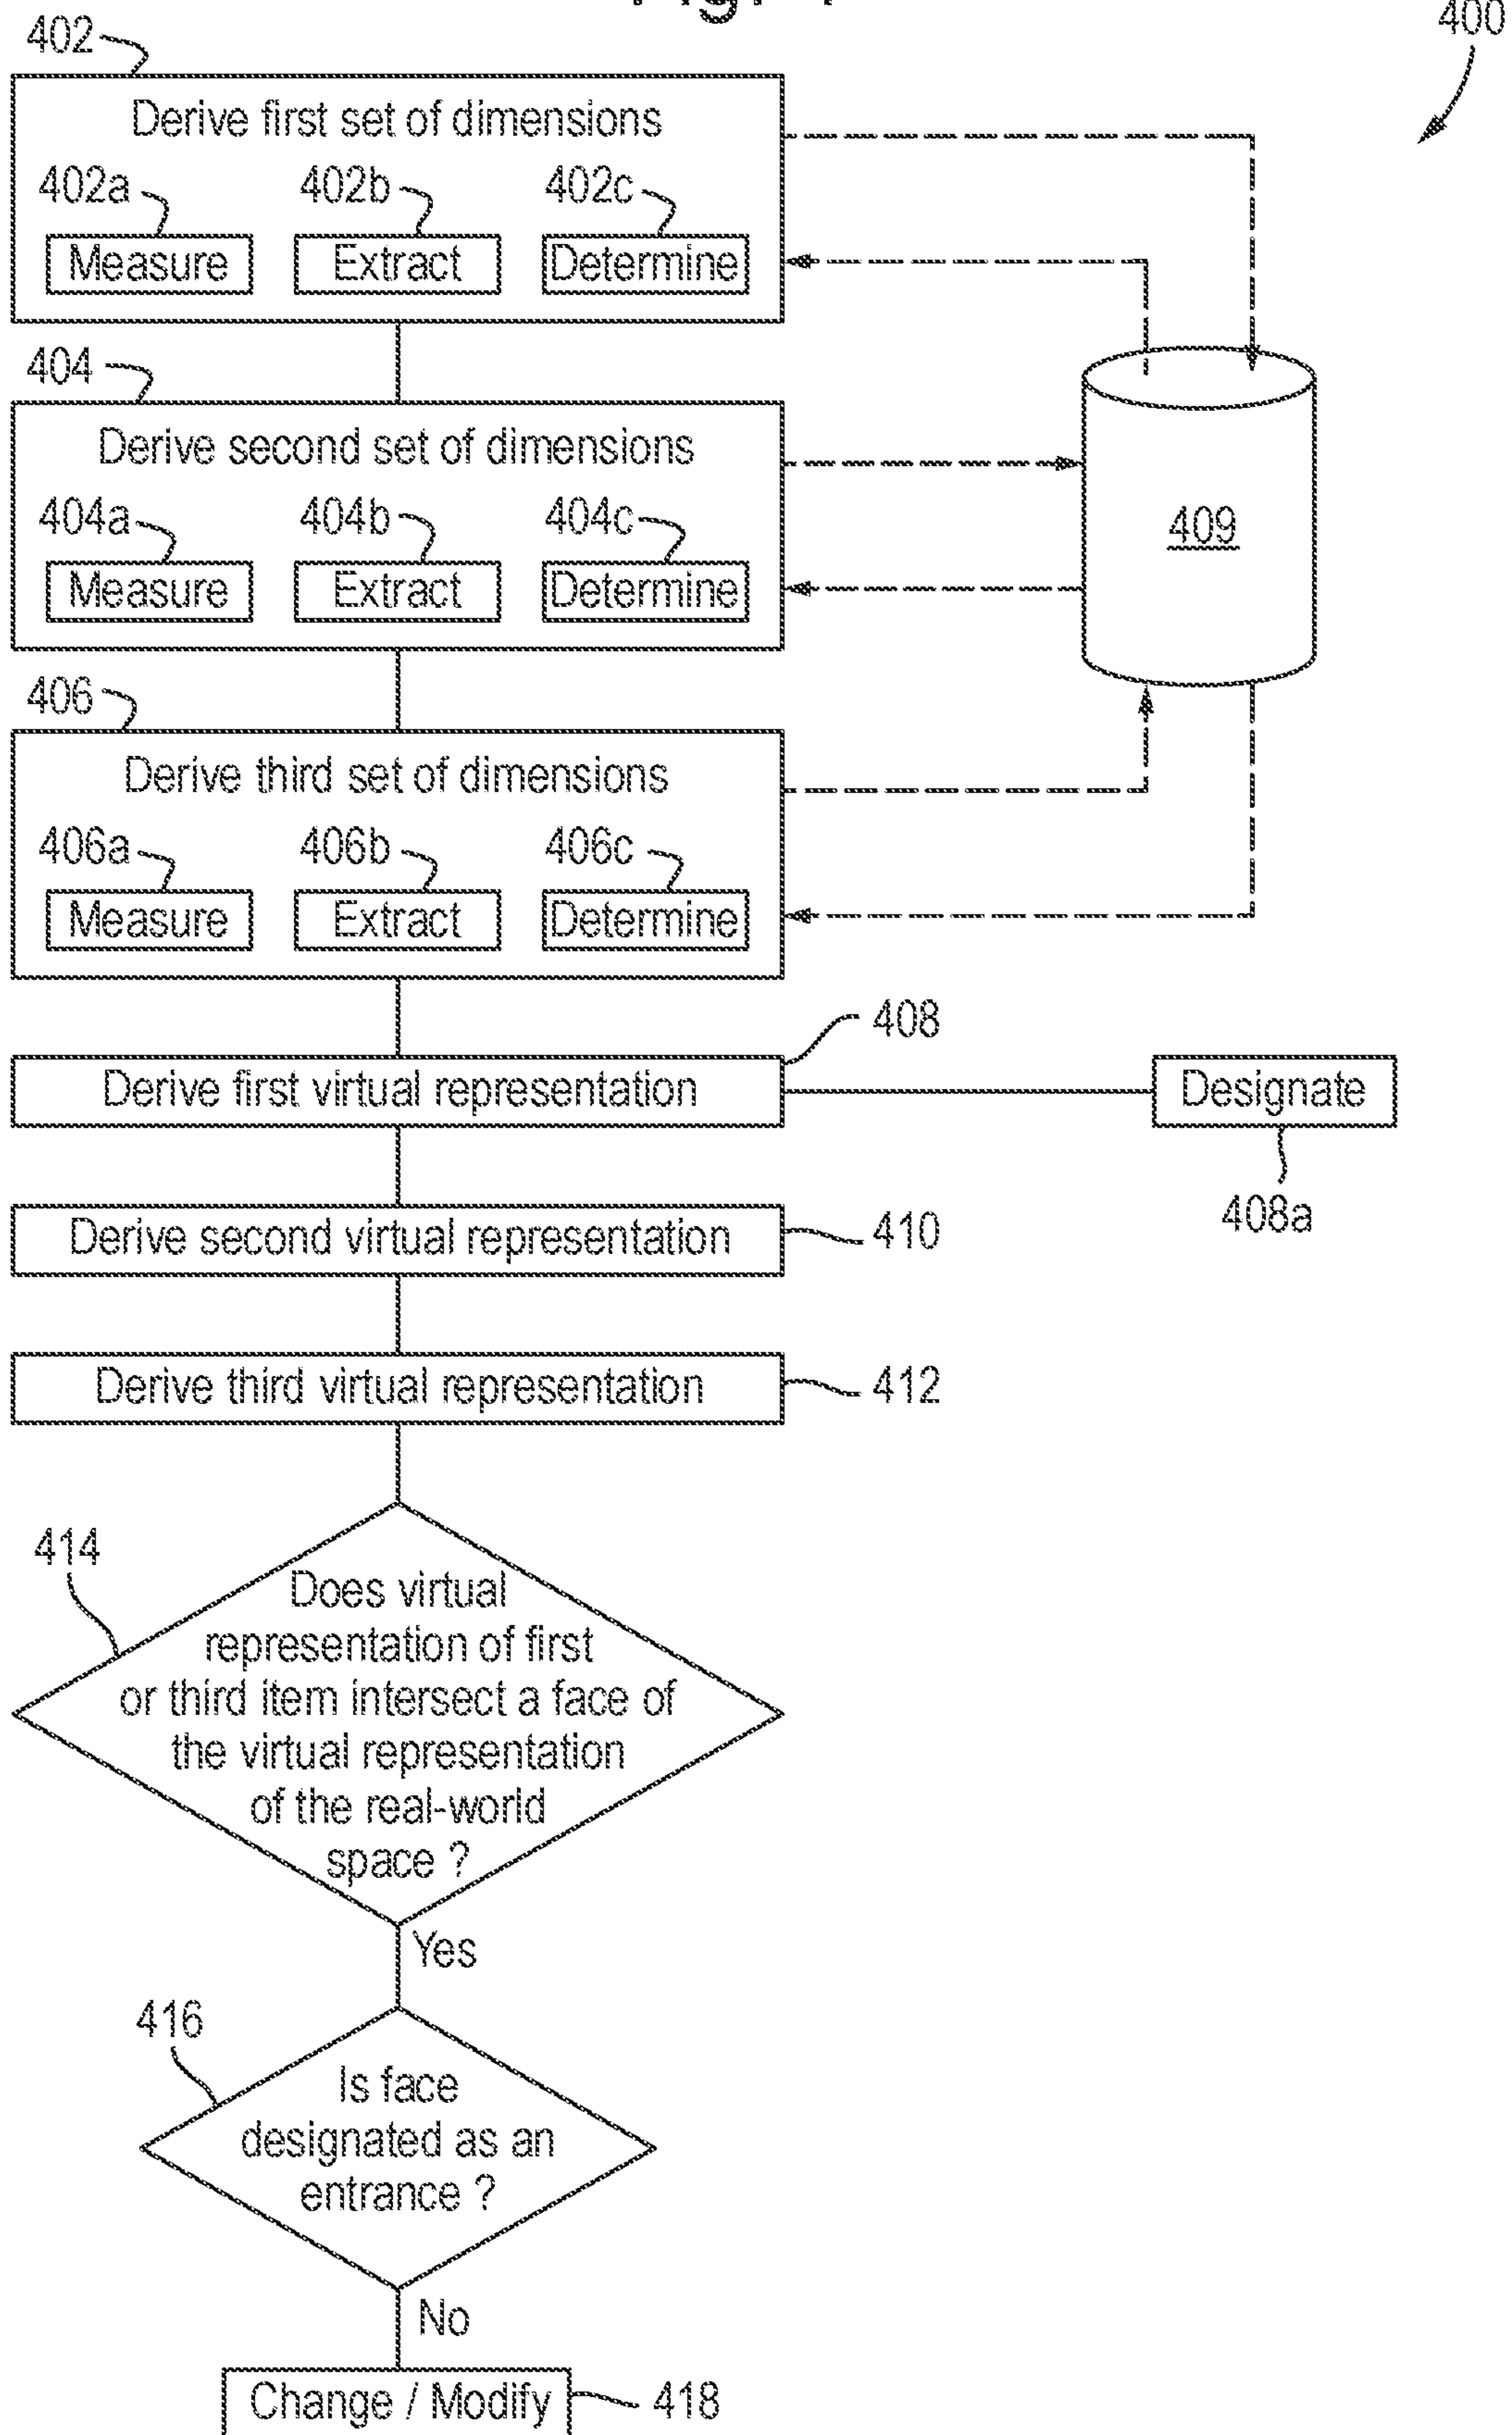 400
402
Derive first set of dimensions
402a 402b 402c
Measure Extract Determine
404
Derive second set of dimensions
404a 404b 404c
Measure Extract Determine
409
406
Derive third set of dimensions
406a 406b 406c
Measure Extract Determine
408
Derive first virtual representation
Designate
408a
Derive second virtual representation
410
Derive third virtual representation
412
414
Does virtual
representation of first
or third item intersect a face of
the virtual representation
of the real-world
space ?
Yes
416
Is face
designated as an
entrance ?
No
Change / Modify
418